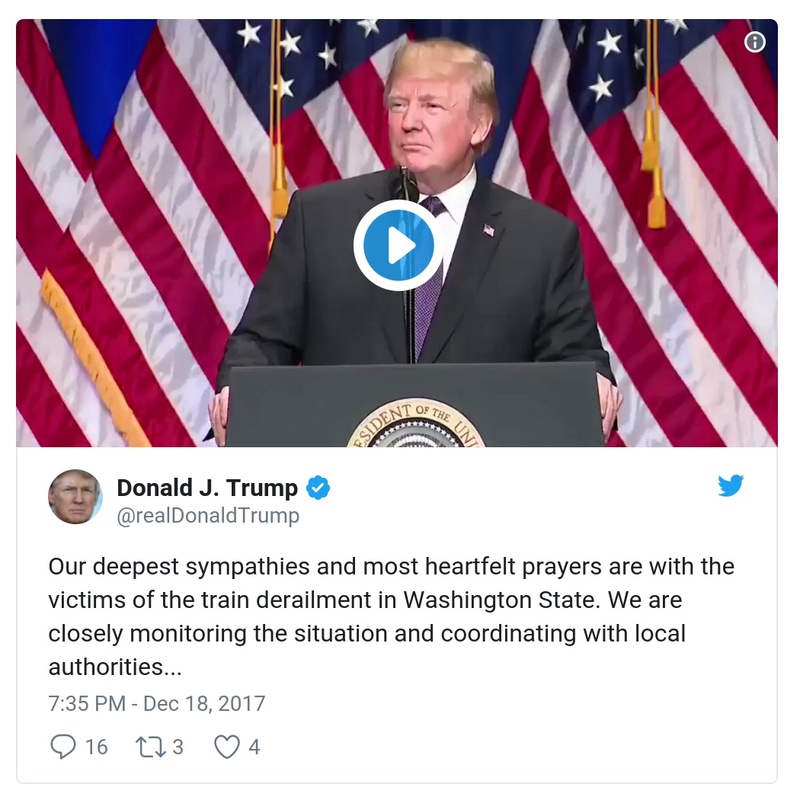 ESIDENT OF THE UNI
Donald J. Trump
@realDonaldTrump
Our deepest sympathies and most heartfelt prayers are with the
victims of the train derailment in Washington State. We are
closely monitoring the situation and coordinating with local
authorities...
7:35 PM - Dec 18, 2017
16 3 4